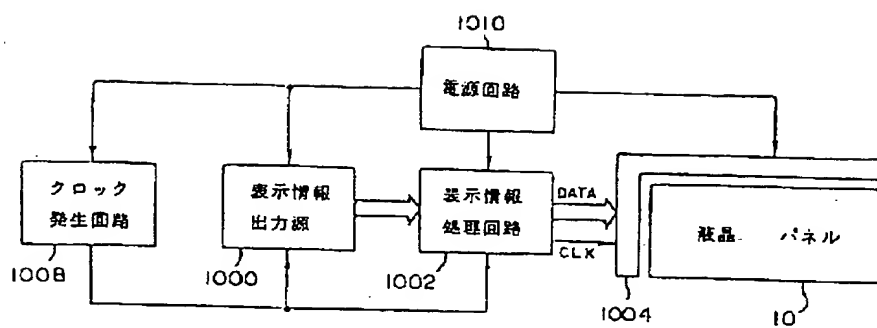 1010
電源回路
クロック
発生回路
1008
表示情報
出力源
1000
表示情報
処理回路
1002
DATA
CLX
1004
液晶 パネル
10